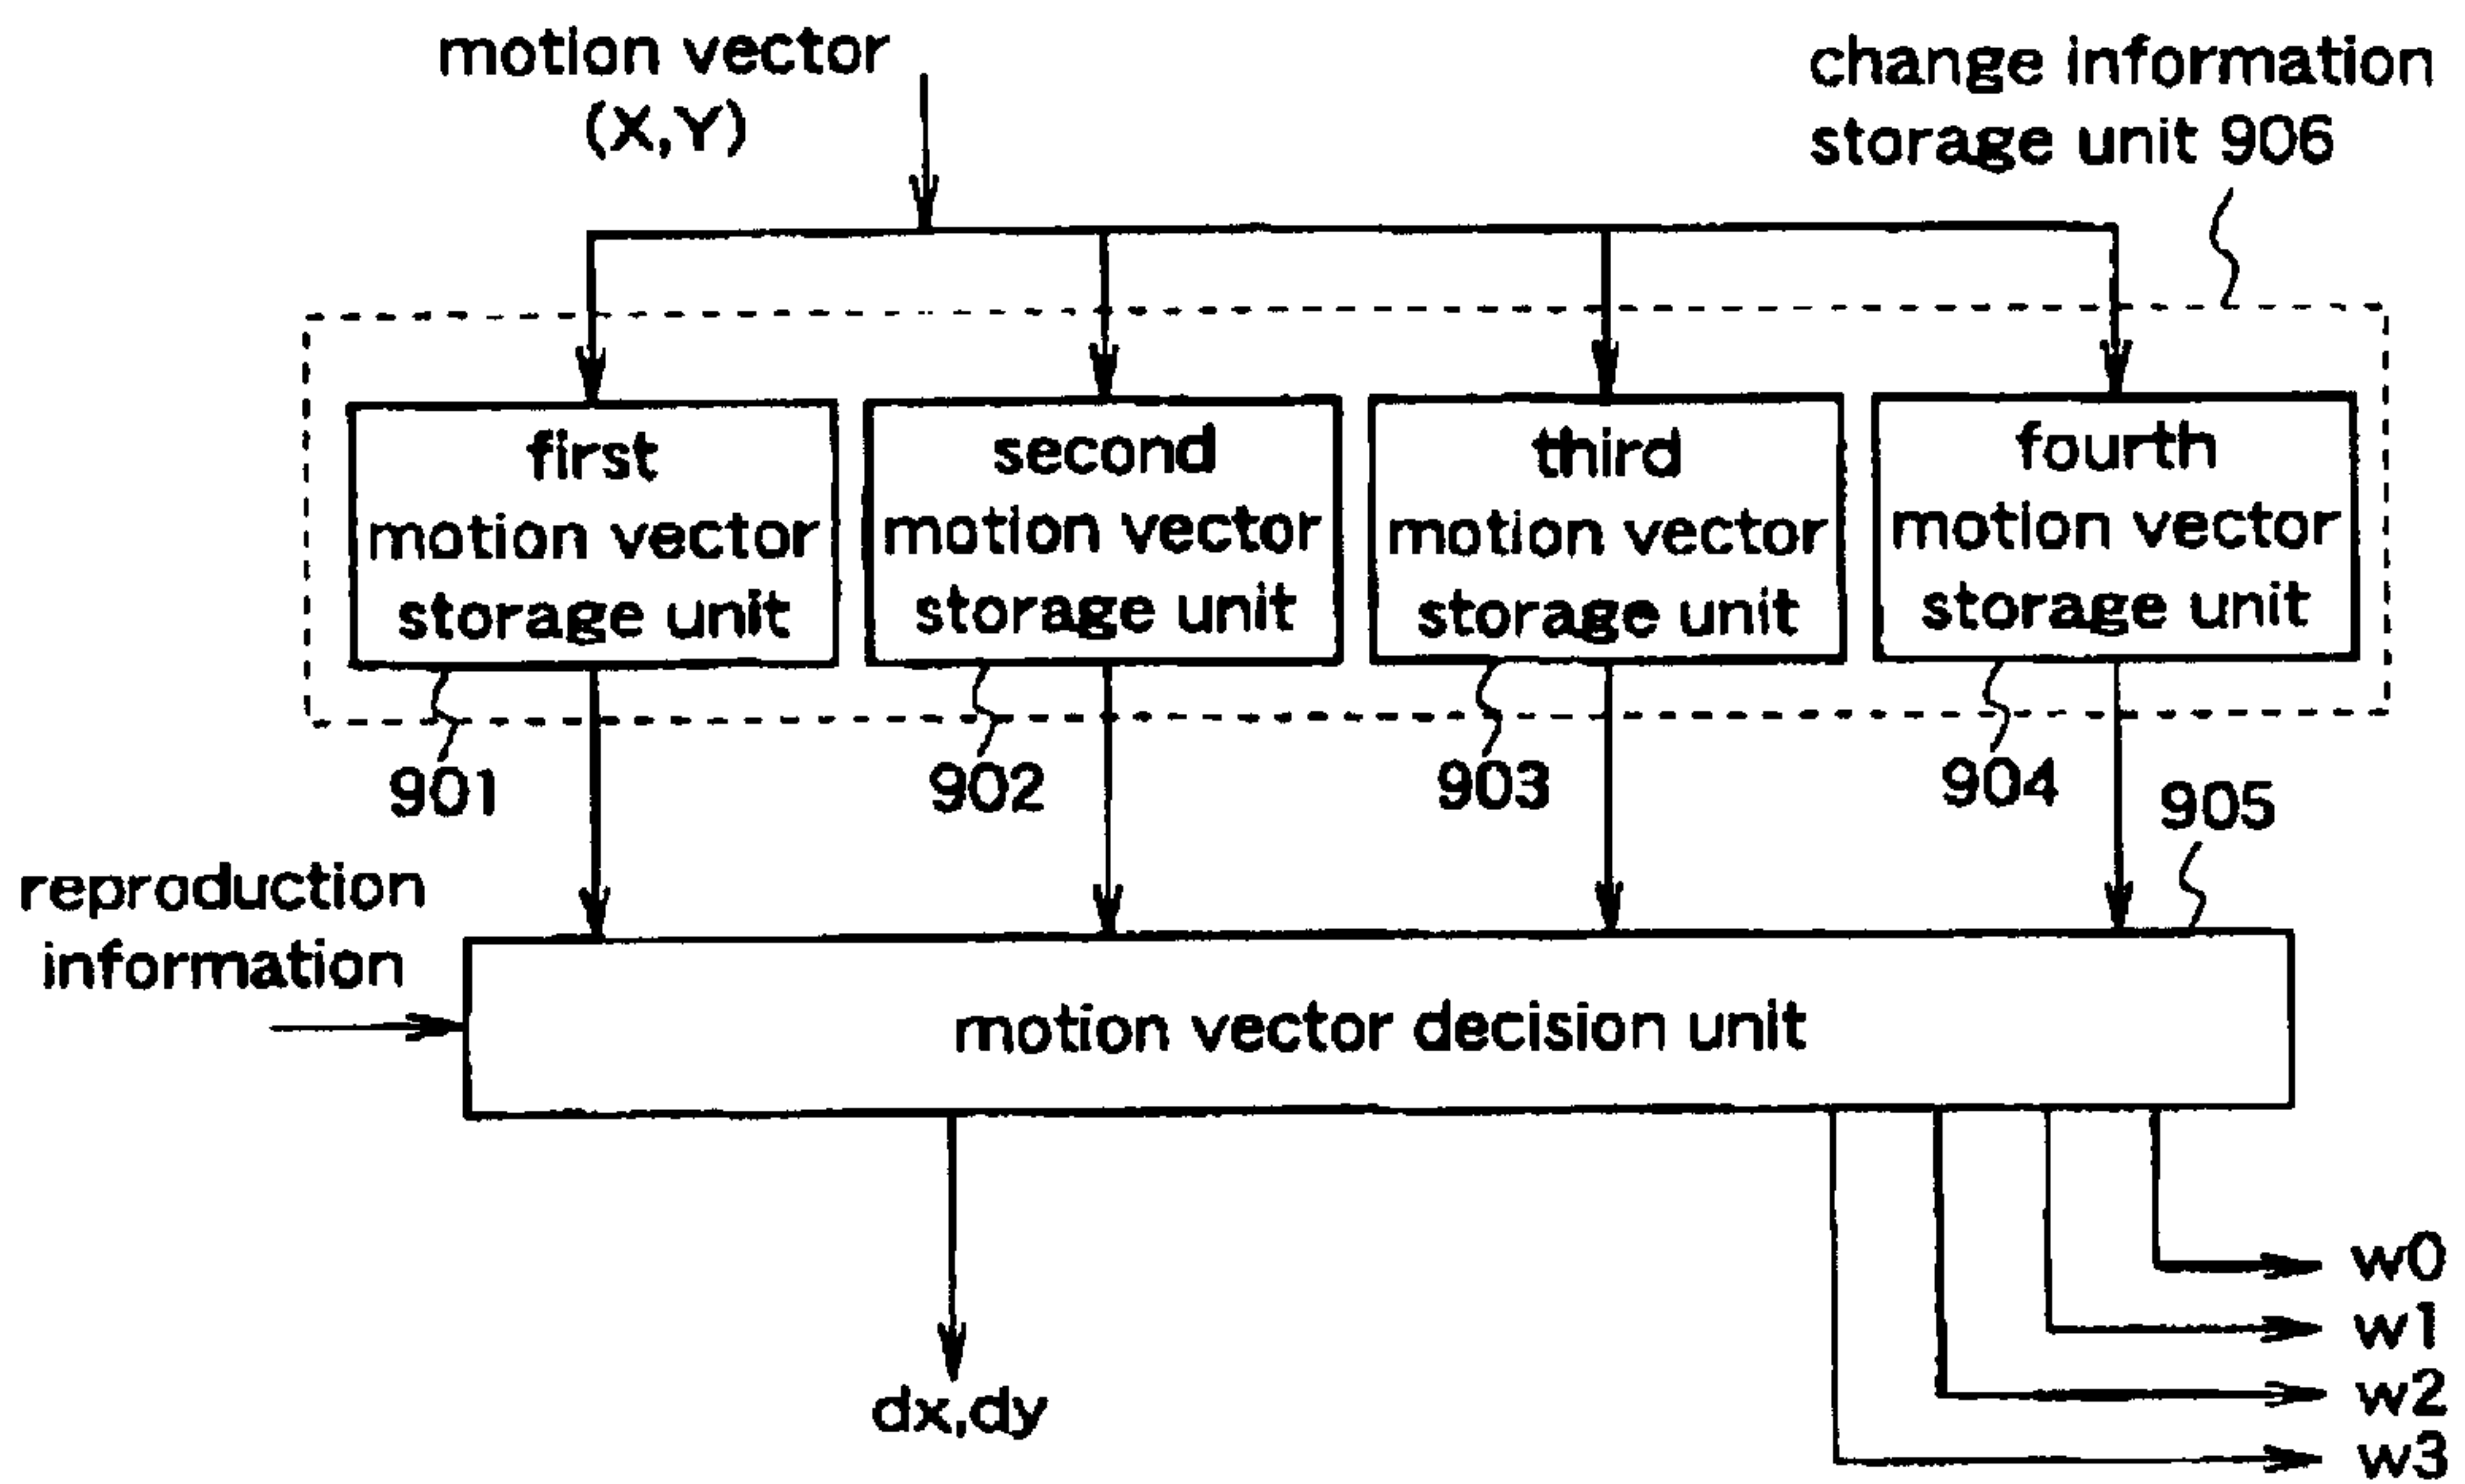 motion vector
(X,Y)
change information
storage unit 906
first
motion vector
storage unit
second
motion vector
storage unit
third
motion vector
storage unit
fourth
motion vector
storage unit
901
902
903
904
905
reproduction
information
motion vector decision unit
dx,dy
w0
w1
w2
w3